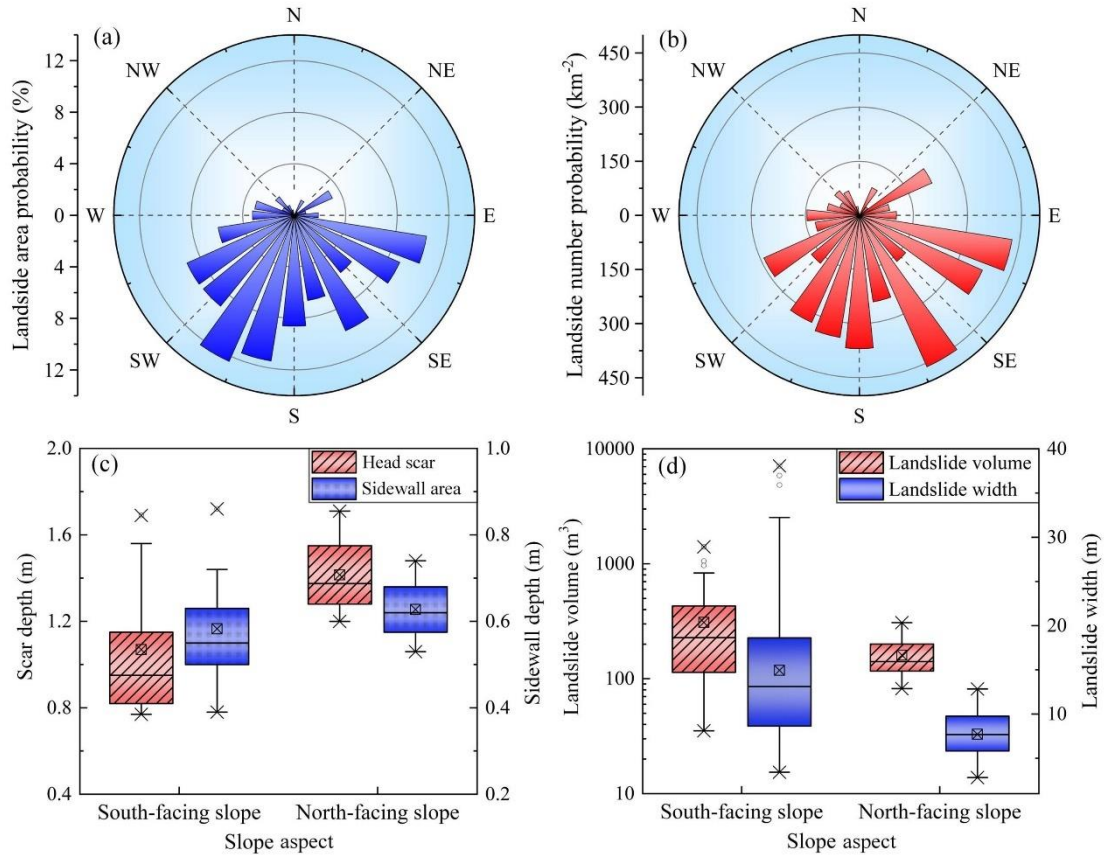 (a)
N
NE
E
SE
S
SW
W
NW
Landside area probability (%)
12
8
4
0
4
8
12
(b)
N
NE
E
SE
S
SW
W
NW
Landside number probability (km-2)
450
300
150
0
150
300
450
(c)
Head scar
Sidewall area
Scar depth (m)
2.0
1.6
1.2
0.8
0.4
Sidewall depth (m)
1.0
0.8
0.6
0.4
0.2
South-facing slope
North-facing slope
Slope aspect
(d)
Landslide volume
Landslide width
Landslide volume (m3)
10000
1000
100
10
Landslide width (m)
40
30
20
10
South-facing slope
North-facing slope
Slope aspect